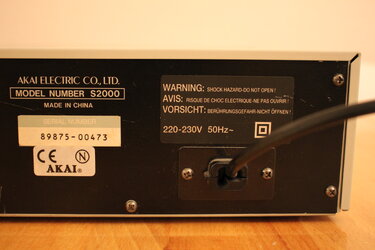 AKAI ELECTRIC CO., LTD.
MODEL NUMBER S2000
MADE IN CHINA
SERIAL NUMBER
89875-00473
CE N
AKAI
WARNING: SHOCK HAZARD-DO NOT OPEN!
AVIS: RISQUE DE CHOC ELECTRIQUE-NE PAS OUVRIR!
VORSICHT: BERÜHRUNGSGEFAHR-NICHT ÖFFNEN!
220-230V 50Hz~